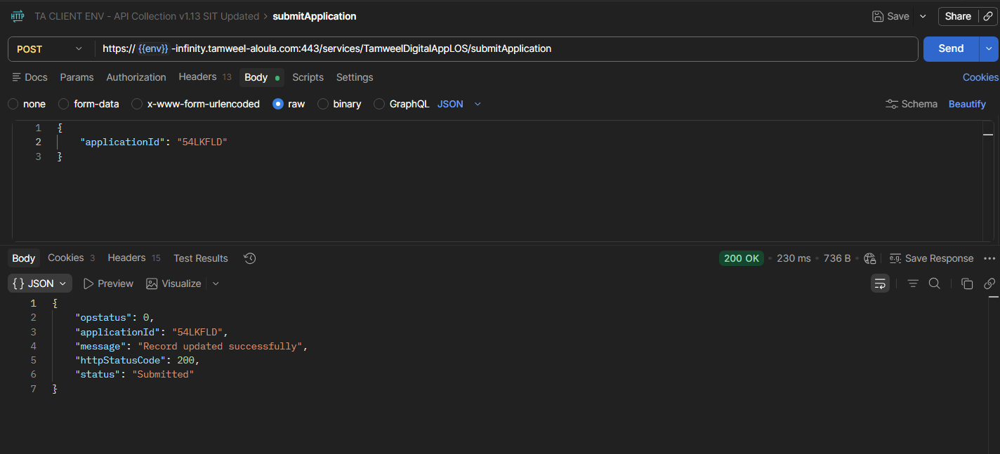 HTTP TA CLIENT ENV - API Collection v1.13 SIT Updated > submitApplication Save Share
POST https:// {{env}} -infinity.tamweel-aloula.com:443/services/TamweelDigitalAppLOS/submitApplication Send
Docs Params Authorization Headers 13 Body Scripts Settings Cookies
none form-data x-www-form-urlencoded raw binary GraphQL JSON Schema Beautify
1 {
2 "applicationId": "54LKFLD"
3 }
Body Cookies 3 Headers 15 Test Results 200 OK 230 ms 736 B e.g. Save Response
{ } JSON Preview Visualize
1 {
2 "opstatus": 0,
3 "applicationId": "54LKFLD",
4 "message": "Record updated successfully",
5 "httpStatusCode": 200,
6 "status": "Submitted"
7 }